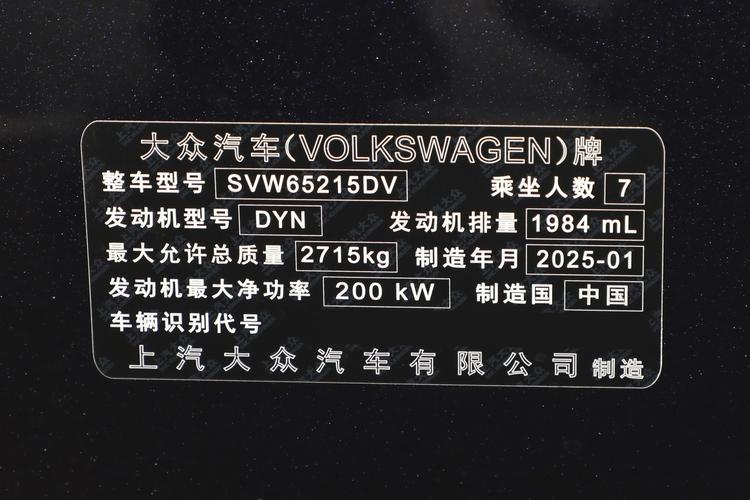 大众汽车(VOLKSWAGEN)牌
整车型号 SVW65215DV 乘坐人数 7
发动机型号 DYN 发动机排量 1984 mL
最大允许总质量 2715kg 制造年月 2025-01
发动机最大净功率 200 kW 制造国 中国
车辆识别代号
上汽大众汽车有限公司 制造